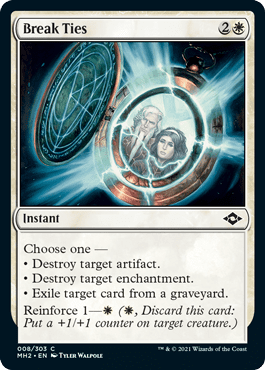 Break Ties 2
Instant
Choose one —
• Destroy target artifact.
• Destroy target enchantment.
• Exile target card from a graveyard.
Reinforce 1— (, Discard this card:
Put a +1/+1 counter on target creature.)
008/303 C
MH2 • EN TYLER WALPOLE
™ & © 2021 Wizards of the Coast